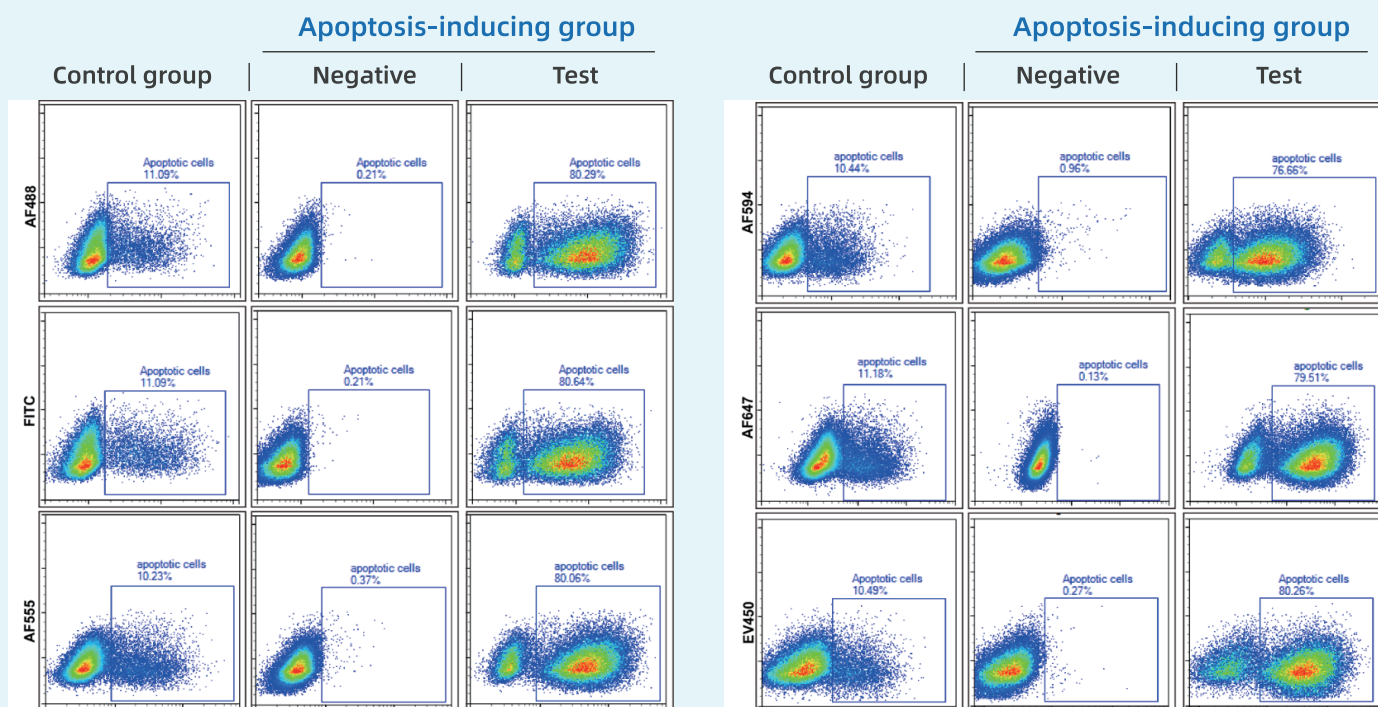 Apoptosis-inducing group
Control group | Negative | Test
AF488
Apoptotic cells
11.09%
Apoptotic cells
0.21%
Apoptotic cells
80.29%
FITC
Apoptotic cells
11.09%
Apoptotic cells
0.21%
Apoptotic cells
80.64%
AF555
apoptotic cells
10.23%
apoptotic cells
0.37%
apoptotic cells
80.06%
Apoptosis-inducing group
Control group | Negative | Test
AF594
apoptotic cells
10.44%
apoptotic cells
0.96%
apoptotic cells
76.66%
AF647
apoptotic cells
11.18%
apoptotic cells
0.13%
apoptotic cells
79.51%
EV450
Apoptotic cells
10.49%
Apoptotic cells
0.27%
Apoptotic cells
80.26%